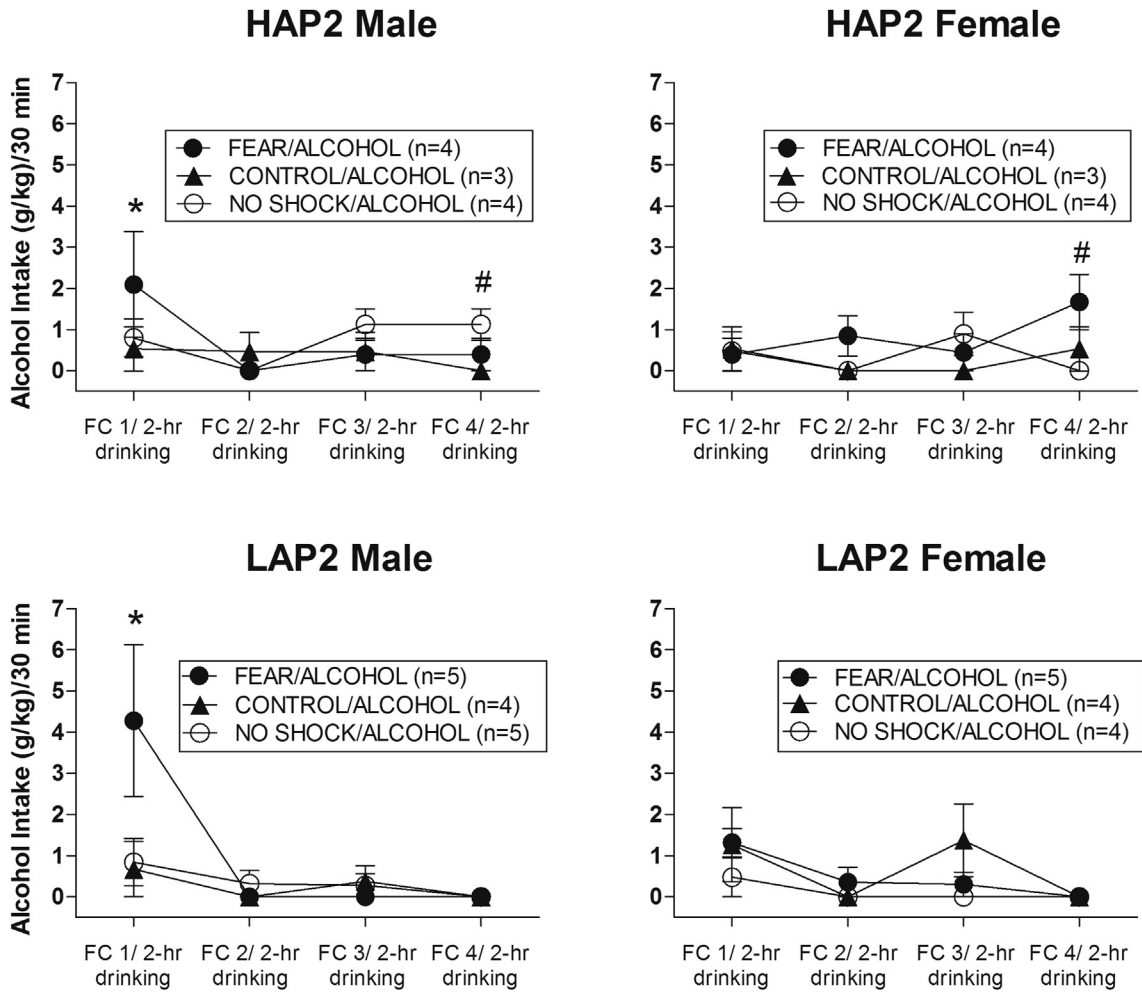 HAP2 Male
Alcohol Intake (g/kg)/30 min
7
6
5
4
3
2
1
0
FEAR/ALCOHOL (n=4)
CONTROL/ALCOHOL (n=3)
NO SHOCK/ALCOHOL (n=4)
*
#
FC 1/ 2-hr drinking
FC 2/ 2-hr drinking
FC 3/ 2-hr drinking
FC 4/ 2-hr drinking
HAP2 Female
7
6
5
4
3
2
1
0
FEAR/ALCOHOL (n=4)
CONTROL/ALCOHOL (n=3)
NO SHOCK/ALCOHOL (n=4)
#
FC 1/ 2-hr drinking
FC 2/ 2-hr drinking
FC 3/ 2-hr drinking
FC 4/ 2-hr drinking
LAP2 Male
Alcohol Intake (g/kg)/30 min
7
6
5
4
3
2
1
0
*
FEAR/ALCOHOL (n=5)
CONTROL/ALCOHOL (n=4)
NO SHOCK/ALCOHOL (n=5)
FC 1/ 2-hr drinking
FC 2/ 2-hr drinking
FC 3/ 2-hr drinking
FC 4/ 2-hr drinking
LAP2 Female
7
6
5
4
3
2
1
0
FEAR/ALCOHOL (n=5)
CONTROL/ALCOHOL (n=4)
NO SHOCK/ALCOHOL (n=4)
FC 1/ 2-hr drinking
FC 2/ 2-hr drinking
FC 3/ 2-hr drinking
FC 4/ 2-hr drinking